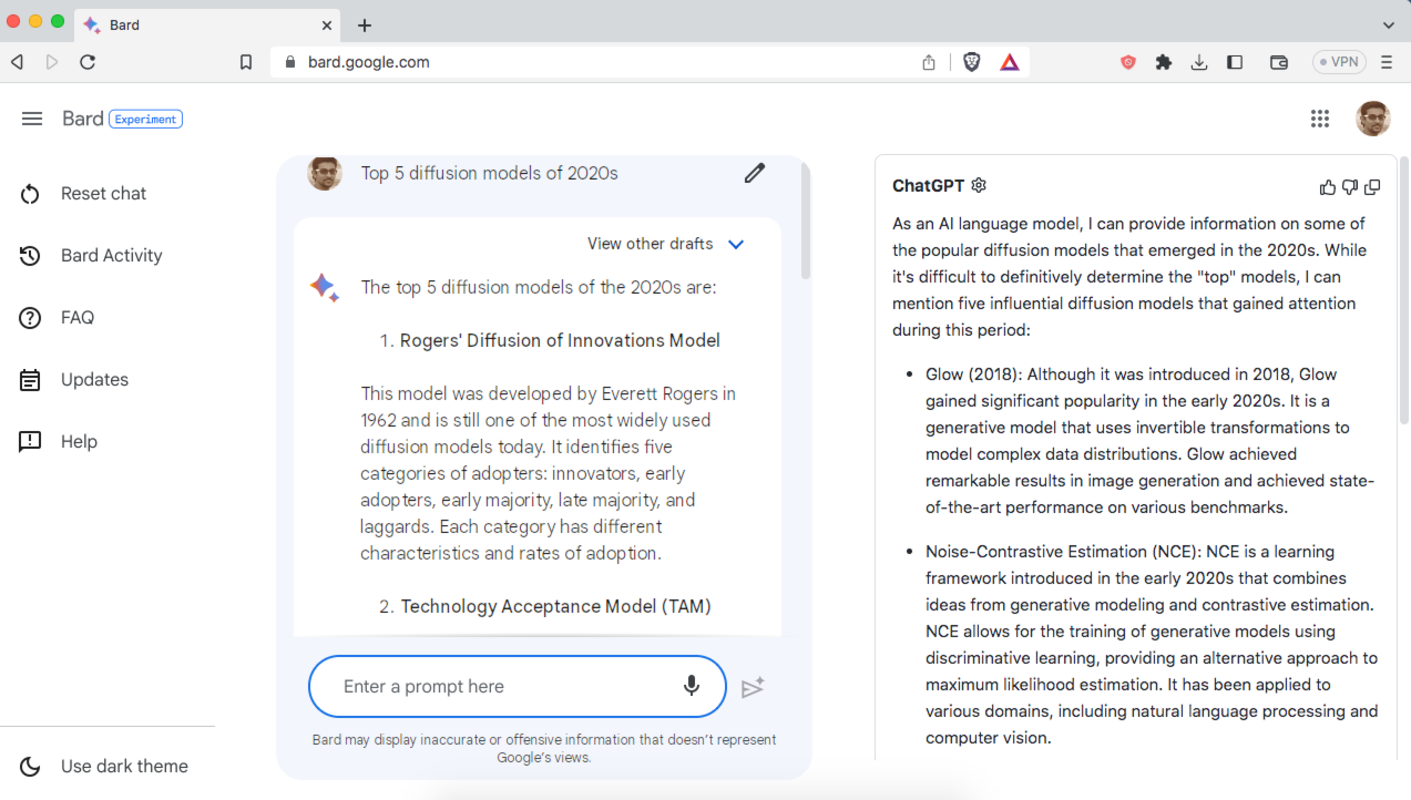 Bard
bard.google.com
VPN
Bard Experiment
Reset chat
Bard Activity
FAQ
Updates
Help
Use dark theme
Top 5 diffusion models of 2020s
View other drafts
The top 5 diffusion models of the 2020s are:
1. Rogers' Diffusion of Innovations Model
This model was developed by Everett Rogers in
1962 and is still one of the most widely used
diffusion models today. It identifies five
categories of adopters: innovators, early
adopters, early majority, late majority, and
laggards. Each category has different
characteristics and rates of adoption.
2. Technology Acceptance Model (TAM)
Enter a prompt here
Bard may display inaccurate or offensive information that doesn't represent
Google's views.
ChatGPT
As an AI language model, I can provide information on some of
the popular diffusion models that emerged in the 2020s. While
it's difficult to definitively determine the "top" models, I can
mention five influential diffusion models that gained attention
during this period:
• Glow (2018): Although it was introduced in 2018, Glow
gained significant popularity in the early 2020s. It is a
generative model that uses invertible transformations to
model complex data distributions. Glow achieved
remarkable results in image generation and achieved state-
of-the-art performance on various benchmarks.
• Noise-Contrastive Estimation (NCE): NCE is a learning
framework introduced in the early 2020s that combines
ideas from generative modeling and contrastive estimation.
NCE allows for the training of generative models using
discriminative learning, providing an alternative approach to
maximum likelihood estimation. It has been applied to
various domains, including natural language processing and
computer vision.